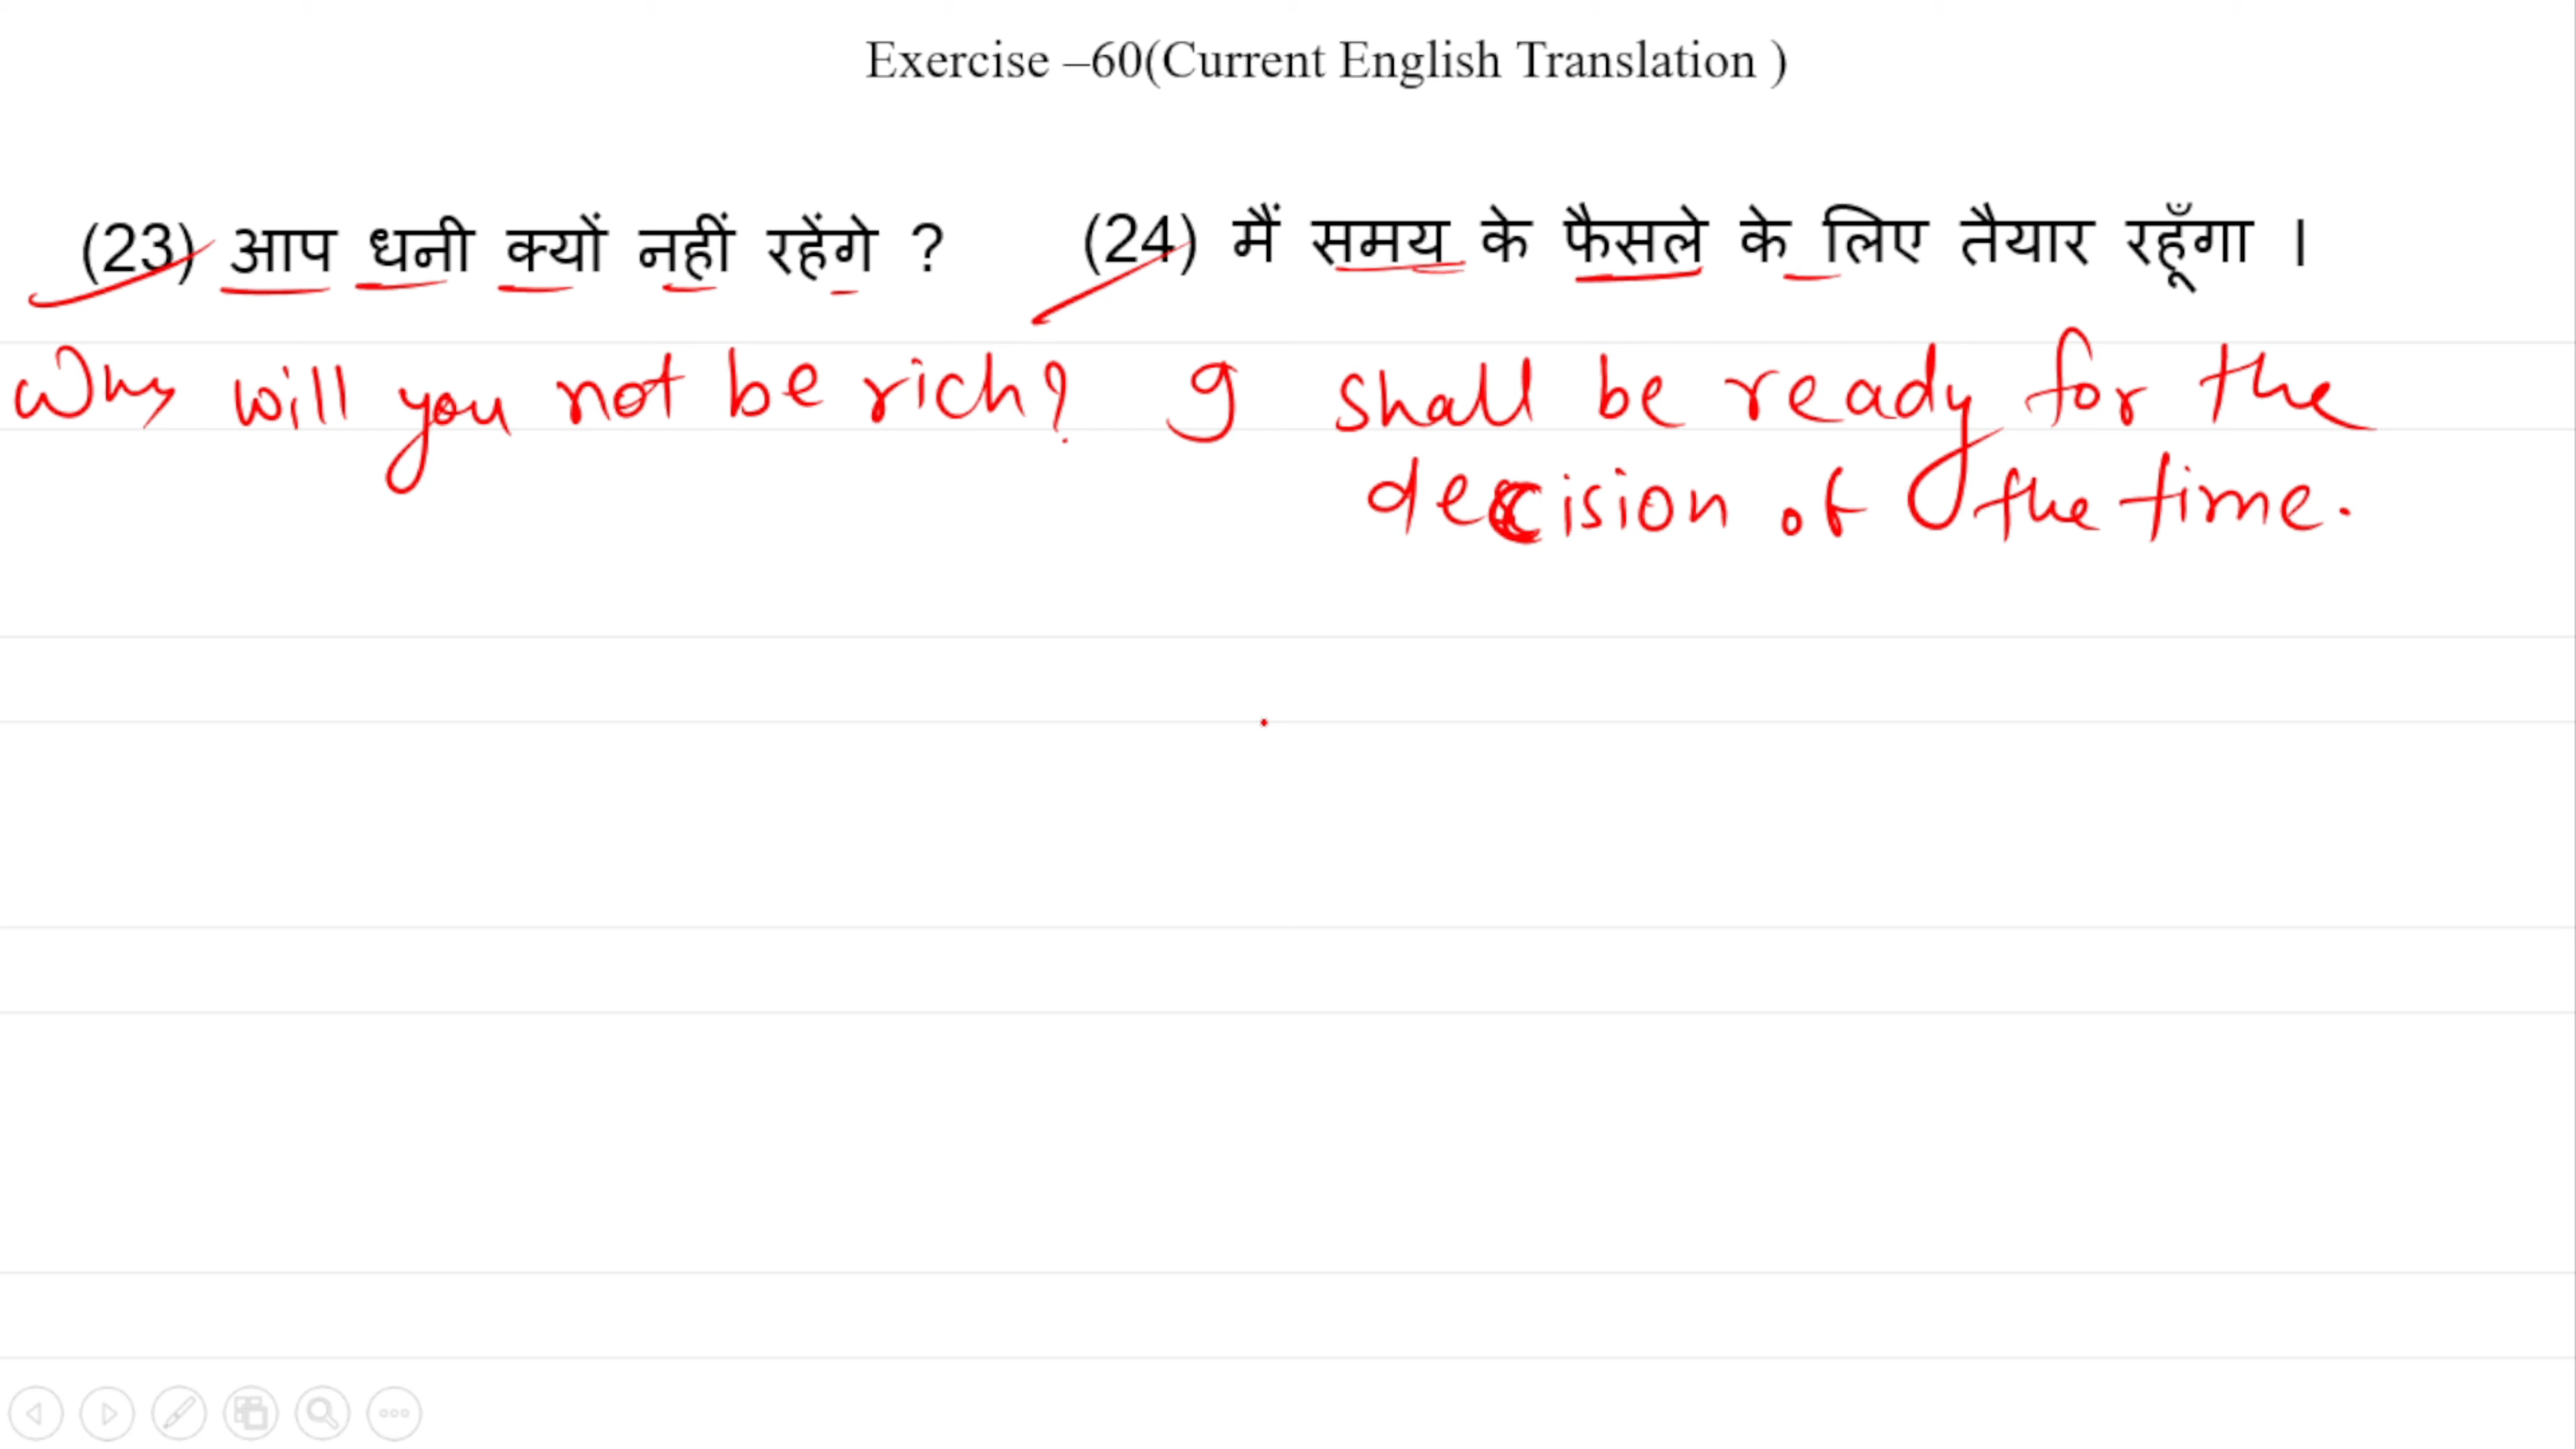 Exercise –60(Current English Translation )
(23) आप धनी क्यों नहीं रहेंगे ? (24) मैं समय के फैसले के लिए तैयार रहूँगा ।
Why will you not be rich? I shall be ready for the
decision of the time.